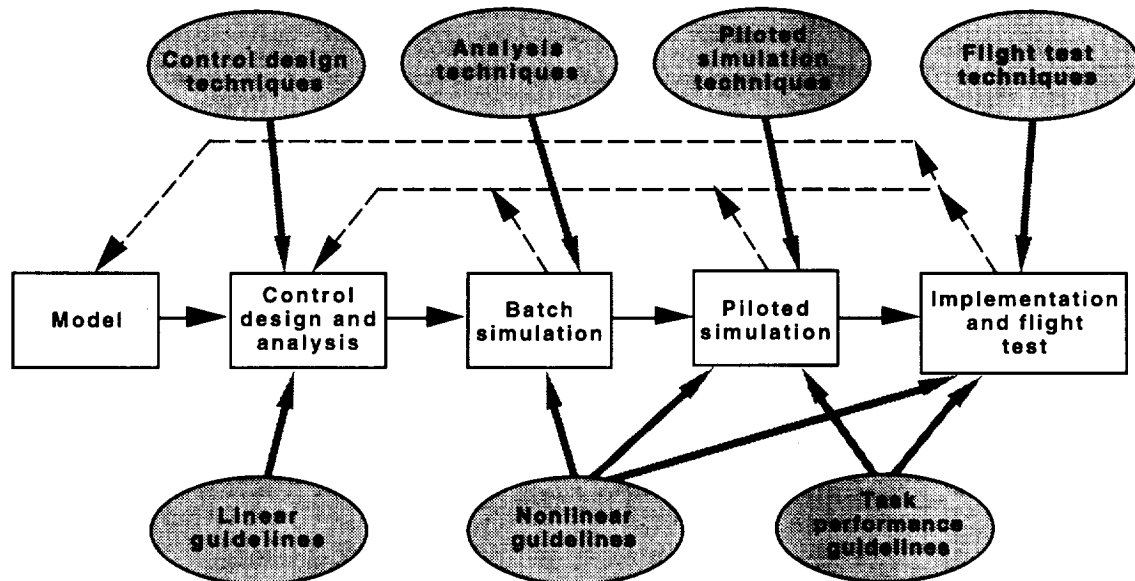 Control design
techniques
Analysis
techniques
Piloted
simulation
techniques
Flight test
techniques
Model
Control
design and
analysis
Batch
simulation
Piloted
simulation
Implementation
and flight
test
Linear
guidelines
Nonlinear
guidelines
Task
performance
guidelines